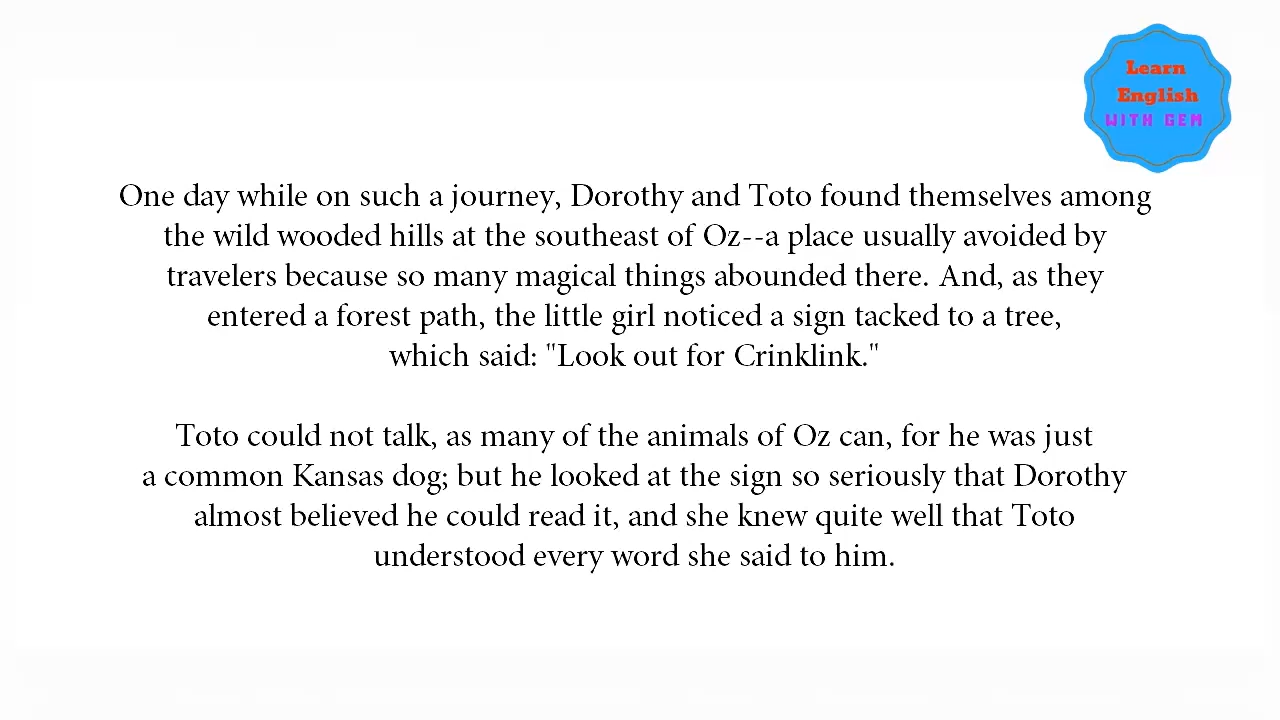 Learn
English
WITH GEM
One day while on such a journey, Dorothy and Toto found themselves among
the wild wooded hills at the southeast of Oz--a place usually avoided by
travelers because so many magical things abounded there. And, as they
entered a forest path, the little girl noticed a sign tacked to a tree,
which said: "Look out for Crinklink."
Toto could not talk, as many of the animals of Oz can, for he was just
a common Kansas dog; but he looked at the sign so seriously that Dorothy
almost believed he could read it, and she knew quite well that Toto
understood every word she said to him.